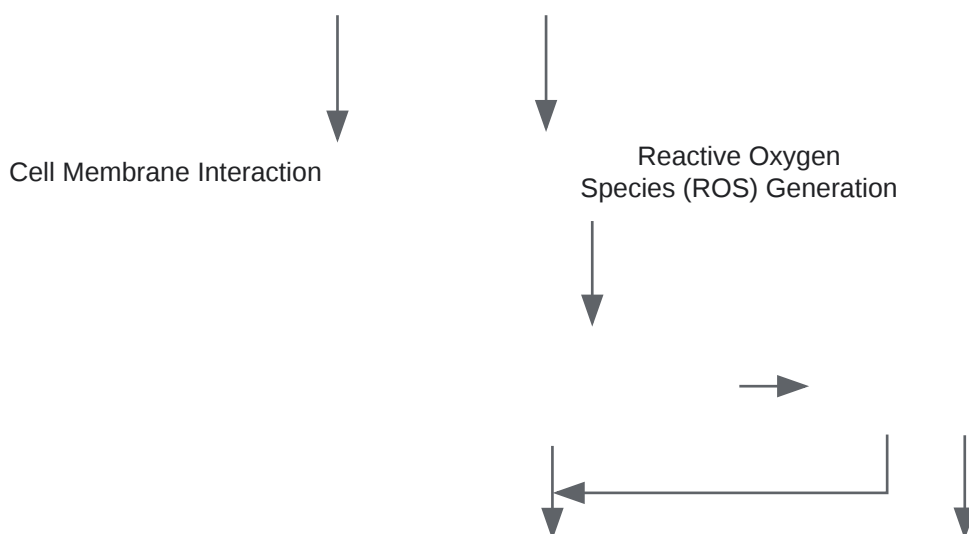 Cell Membrane Interaction
Reactive Oxygen
Species (ROS) Generation